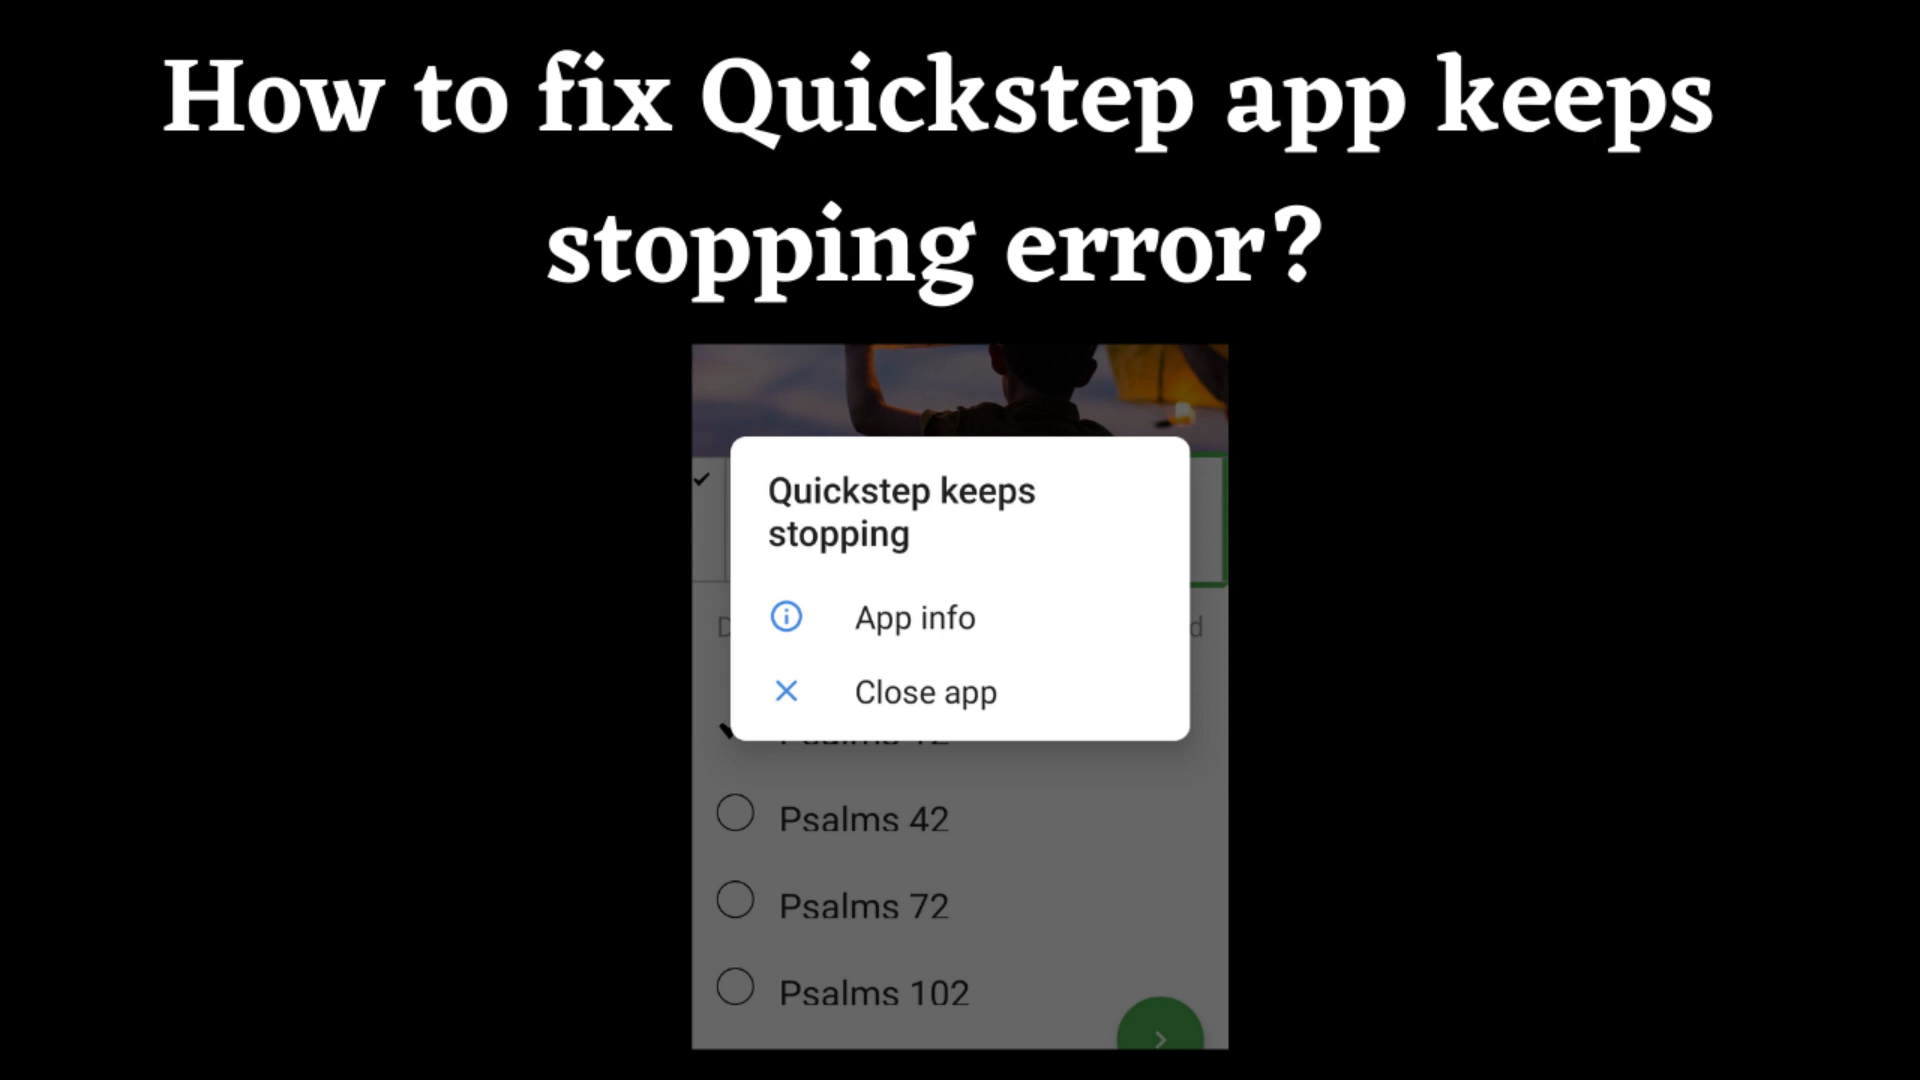 How to fix Quickstep app keeps
stopping error?
Quickstep keeps
stopping
App info
Close app
Psalms 42
Psalms 72
Psalms 102